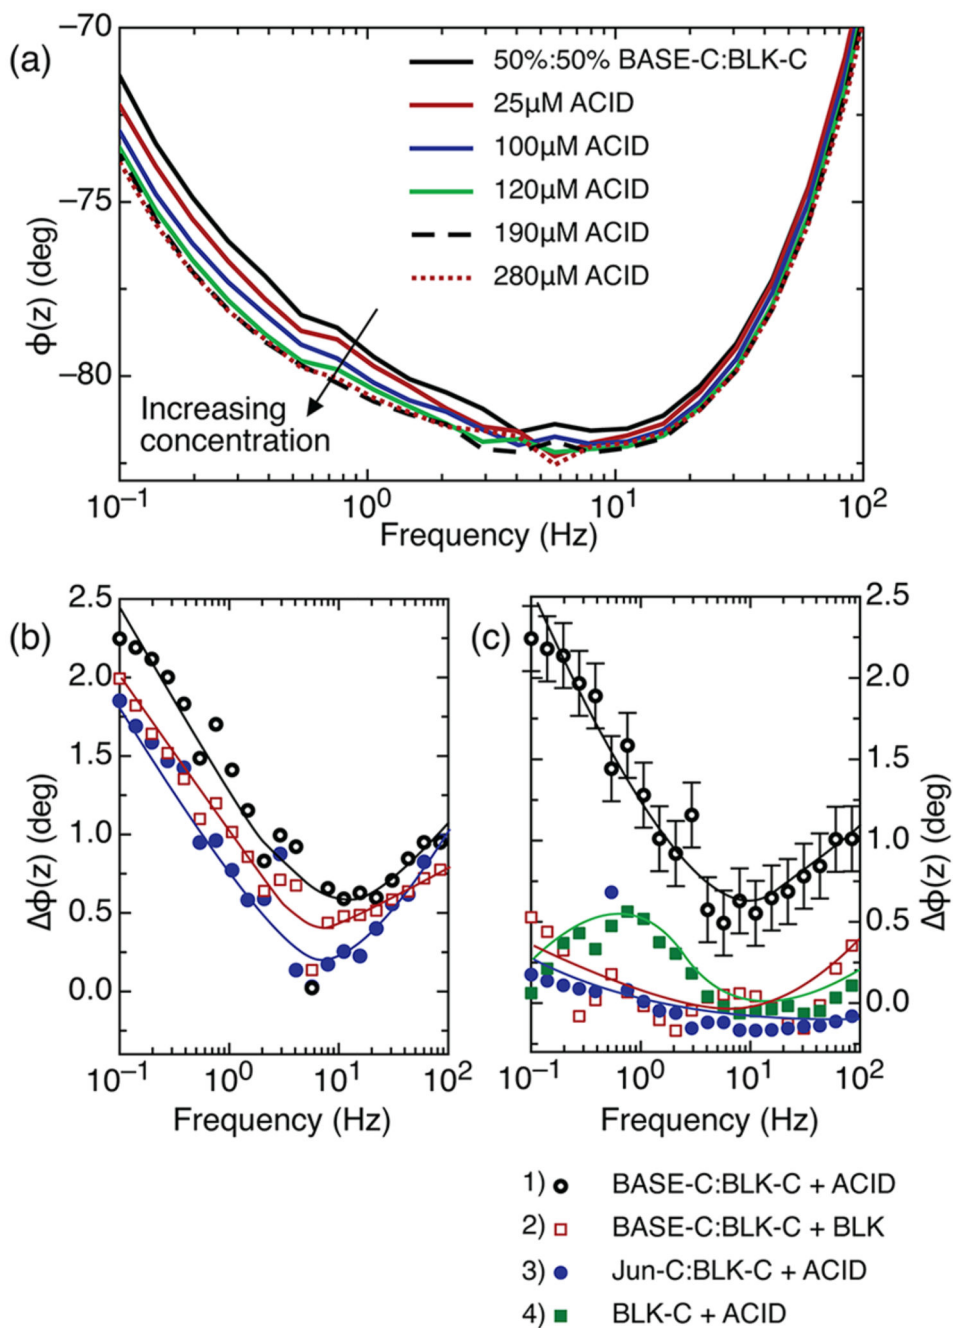 (a)
−70
−75
−80
ϕ(z) (deg)
50%:50% BASE-C:BLK-C
25μM ACID
100μM ACID
120μM ACID
190μM ACID
280μM ACID
Increasing
concentration
10⁻¹ 10⁰ 10¹ 10²
Frequency (Hz)
(b)
2.5
2.0
1.5
1.0
0.5
0.0
Δϕ(z) (deg)
10⁻¹ 10⁰ 10¹ 10²
Frequency (Hz)
(c)
2.5
2.0
1.5
1.0
0.5
0.0
Δϕ(z) (deg)
10⁻¹ 10⁰ 10¹ 10²
Frequency (Hz)
1) BASE-C:BLK-C + ACID
2) BASE-C:BLK-C + BLK
3) Jun-C:BLK-C + ACID
4) BLK-C + ACID